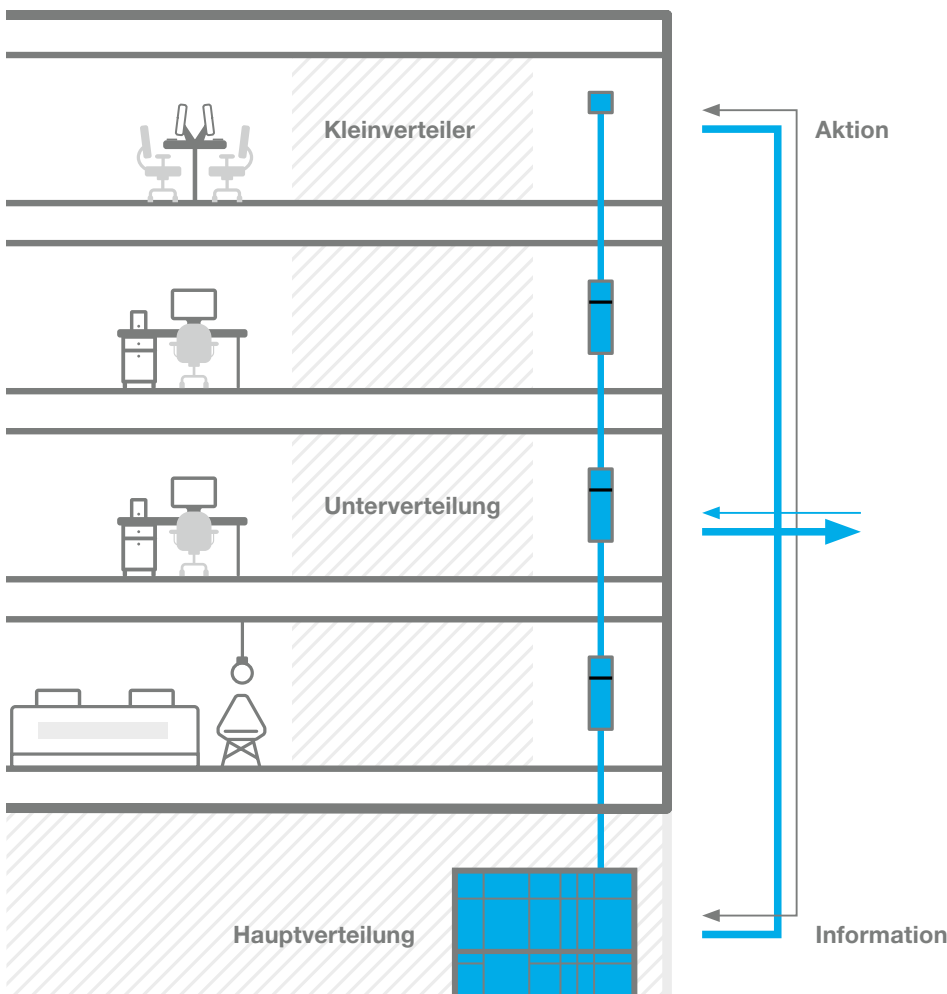 Kleinverteiler
Aktion
Unterverteilung
Hauptverteilung
Information